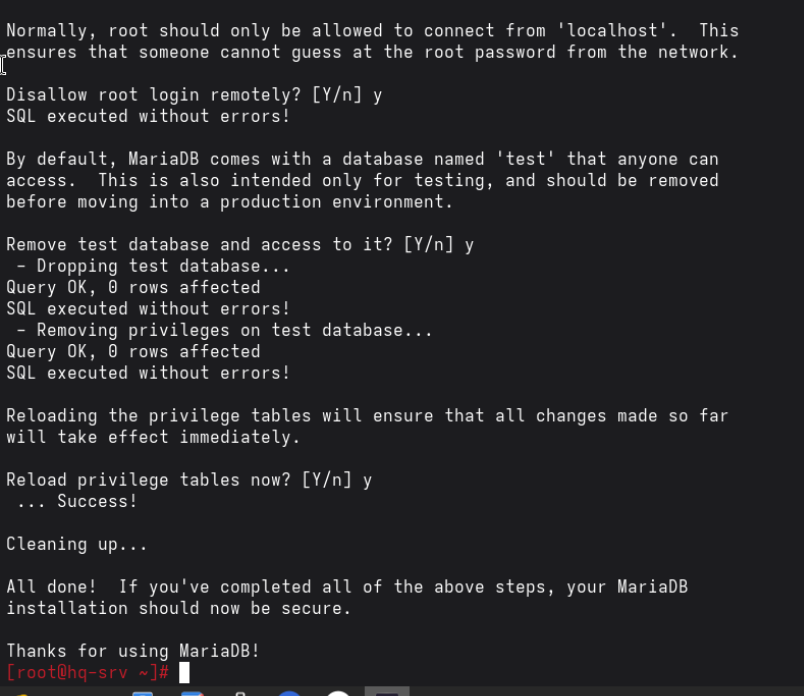 Normally, root should only be allowed to connect from 'localhost'.  This
ensures that someone cannot guess at the root password from the network.
Disallow root login remotely? [Y/n] y
SQL executed without errors!
By default, MariaDB comes with a database named 'test' that anyone can
access.  This is also intended only for testing, and should be removed
before moving into a production environment.
Remove test database and access to it? [Y/n] y
 - Dropping test database...
Query OK, 0 rows affected
SQL executed without errors!
 - Removing privileges on test database...
Query OK, 0 rows affected
SQL executed without errors!
Reloading the privilege tables will ensure that all changes made so far
will take effect immediately.
Reload privilege tables now? [Y/n] y
 ... Success!
Cleaning up...
All done!  If you've completed all of the above steps, your MariaDB
installation should now be secure.
Thanks for using MariaDB!
[root@hq-srv ~]#